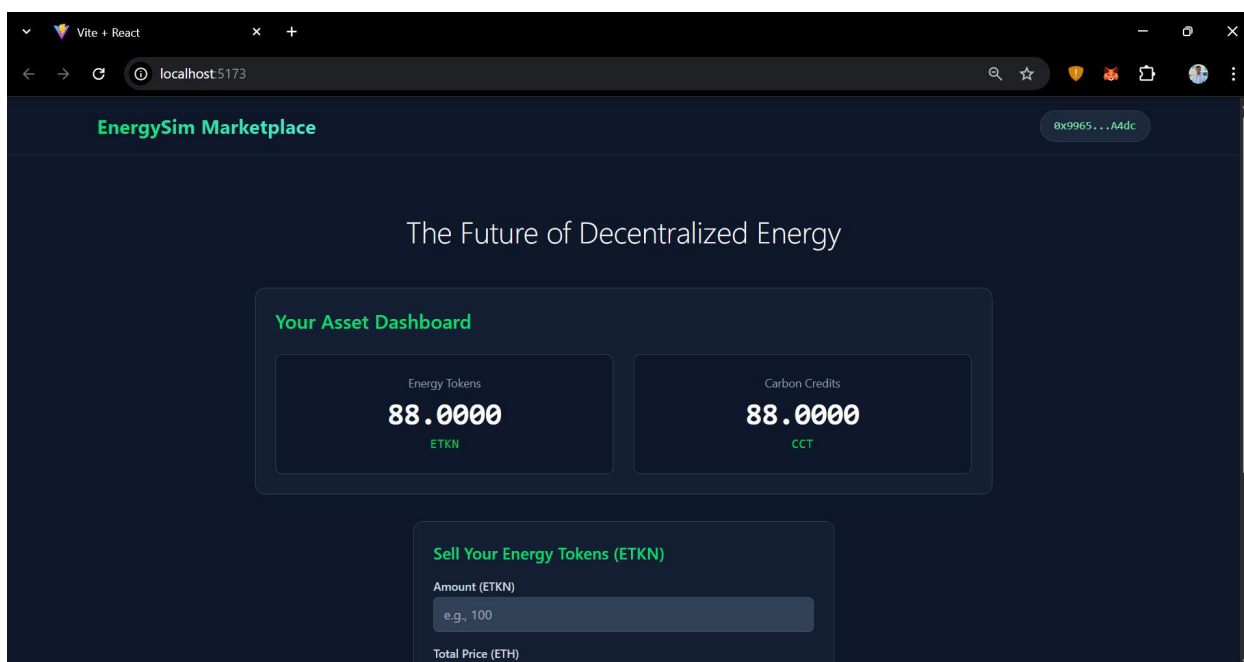 Vite + React
localhost:5173
EnergySim Marketplace
0x9965...A4dc
The Future of Decentralized Energy
Your Asset Dashboard
Energy Tokens
88.0000
ETKN
Carbon Credits
88.0000
CCT
Sell Your Energy Tokens (ETKN)
Amount (ETKN)
e.g., 100
Total Price (ETH)